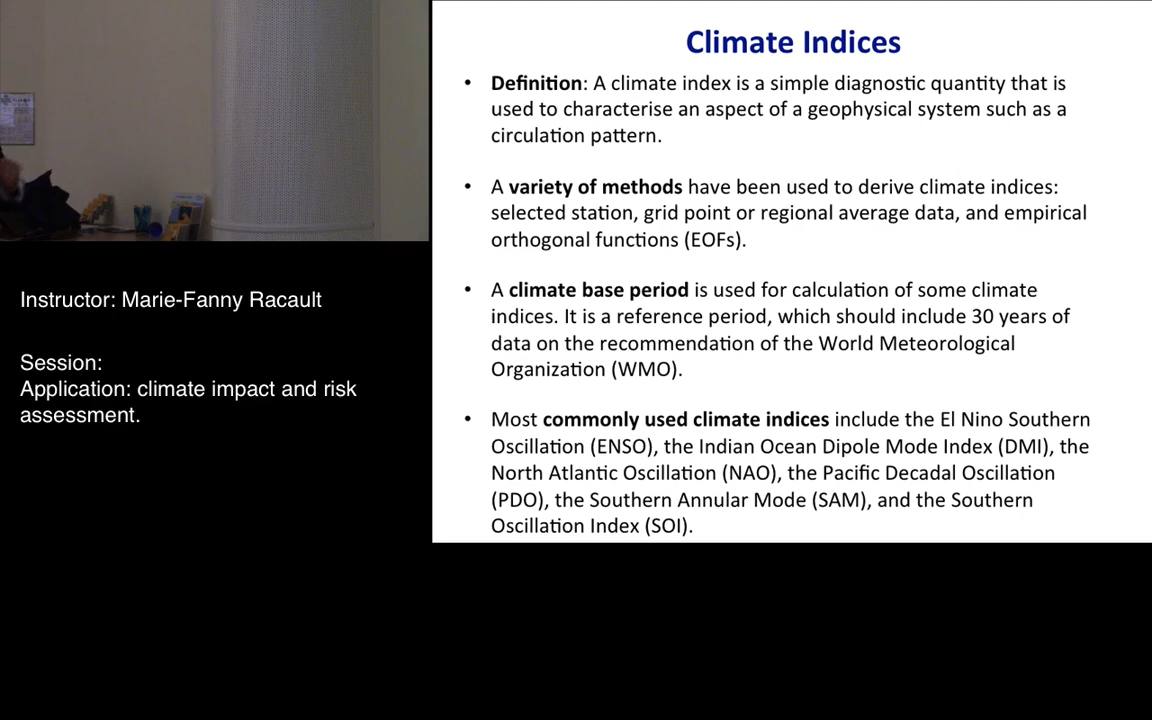 Climate Indices
• Definition: A climate index is a simple diagnostic quantity that is
used to characterise an aspect of a geophysical system such as a
circulation pattern.
• A variety of methods have been used to derive climate indices:
selected station, grid point or regional average data, and empirical
orthogonal functions (EOFs).
• A climate base period is used for calculation of some climate
indices. It is a reference period, which should include 30 years of
data on the recommendation of the World Meteorological
Organization (WMO).
• Most commonly used climate indices include the El Nino Southern
Oscillation (ENSO), the Indian Ocean Dipole Mode Index (DMI), the
North Atlantic Oscillation (NAO), the Pacific Decadal Oscillation
(PDO), the Southern Annular Mode (SAM), and the Southern
Oscillation Index (SOI).
Instructor: Marie-Fanny Racault
Session:
Application: climate impact and risk
assessment.